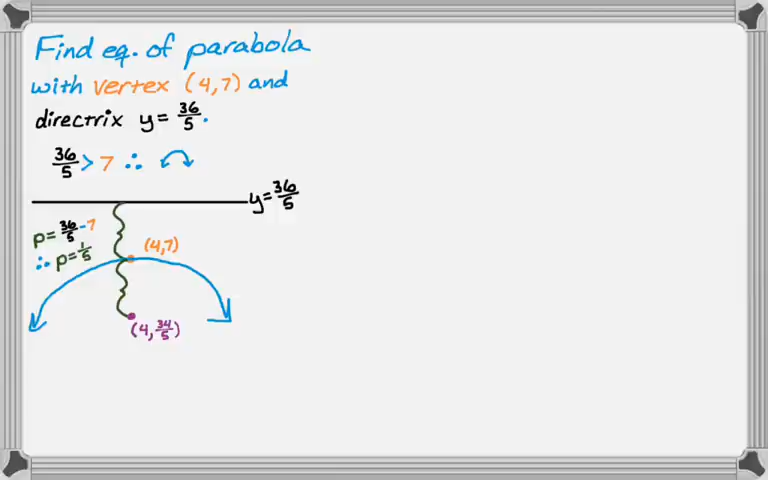 Find eq. of parabola
with vertex (4,7) and
directrix y = 36/5.
36/5 > 7 ∴
y = 36/5
p = 36/5 - 7
(4,7)
∴ p = 1/5
(4, 34/5)